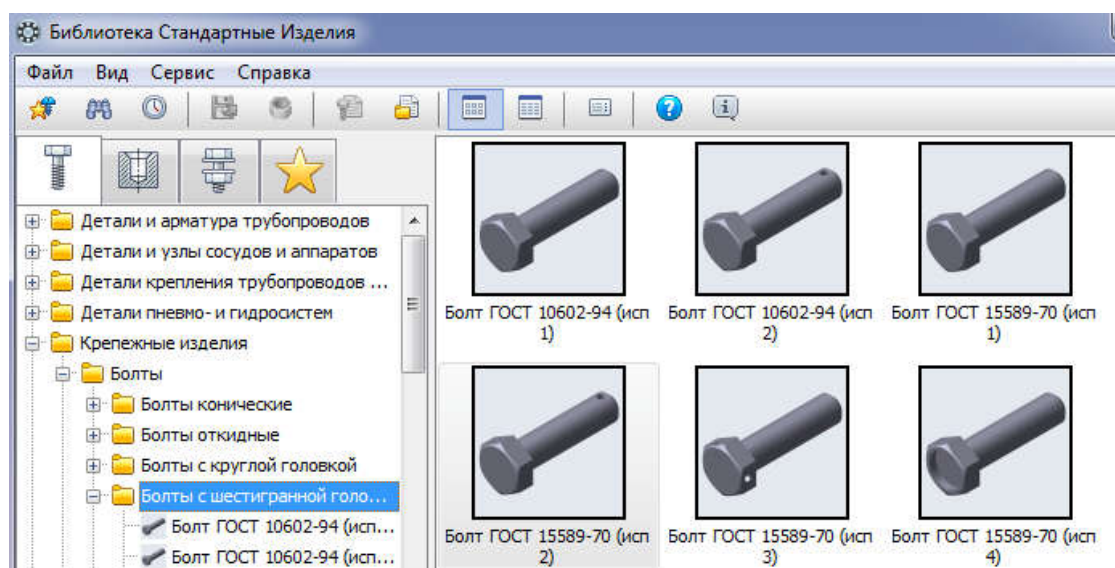 Библиотека Стандартные Изделия
Файл Вид Сервис Справка
Детали и арматура трубопроводов
Детали и узлы сосудов и аппаратов
Детали крепления трубопроводов ...
Детали пневмо- и гидросистем
Крепежные изделия
Болты
Болты конические
Болты откидные
Болты с круглой головкой
Болты с шестигранной голо...
Болт ГОСТ 10602-94 (исп...
Болт ГОСТ 10602-94 (исп...
Болт ГОСТ 10602-94 (исп
1)
Болт ГОСТ 10602-94 (исп
2)
Болт ГОСТ 15589-70 (исп
1)
Болт ГОСТ 15589-70 (исп
2)
Болт ГОСТ 15589-70 (исп
3)
Болт ГОСТ 15589-70 (исп
4)